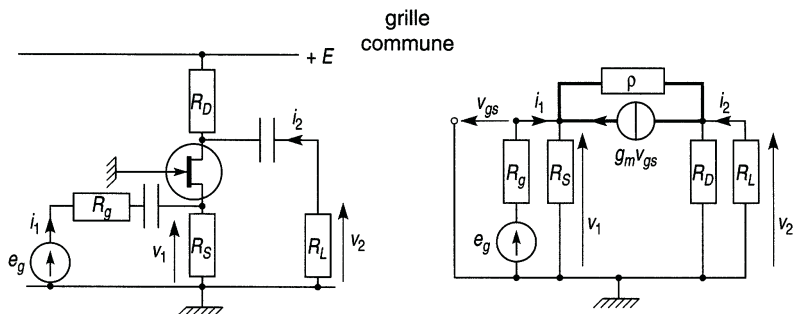 grille
commune
+ E
R_D
i_2
R_g
i_1
e_g
v_1
R_S
R_L
v_2
ρ
v_gs
i_1
i_2
g_m v_gs
R_g
R_S
R_D
R_L
e_g
v_1
v_2